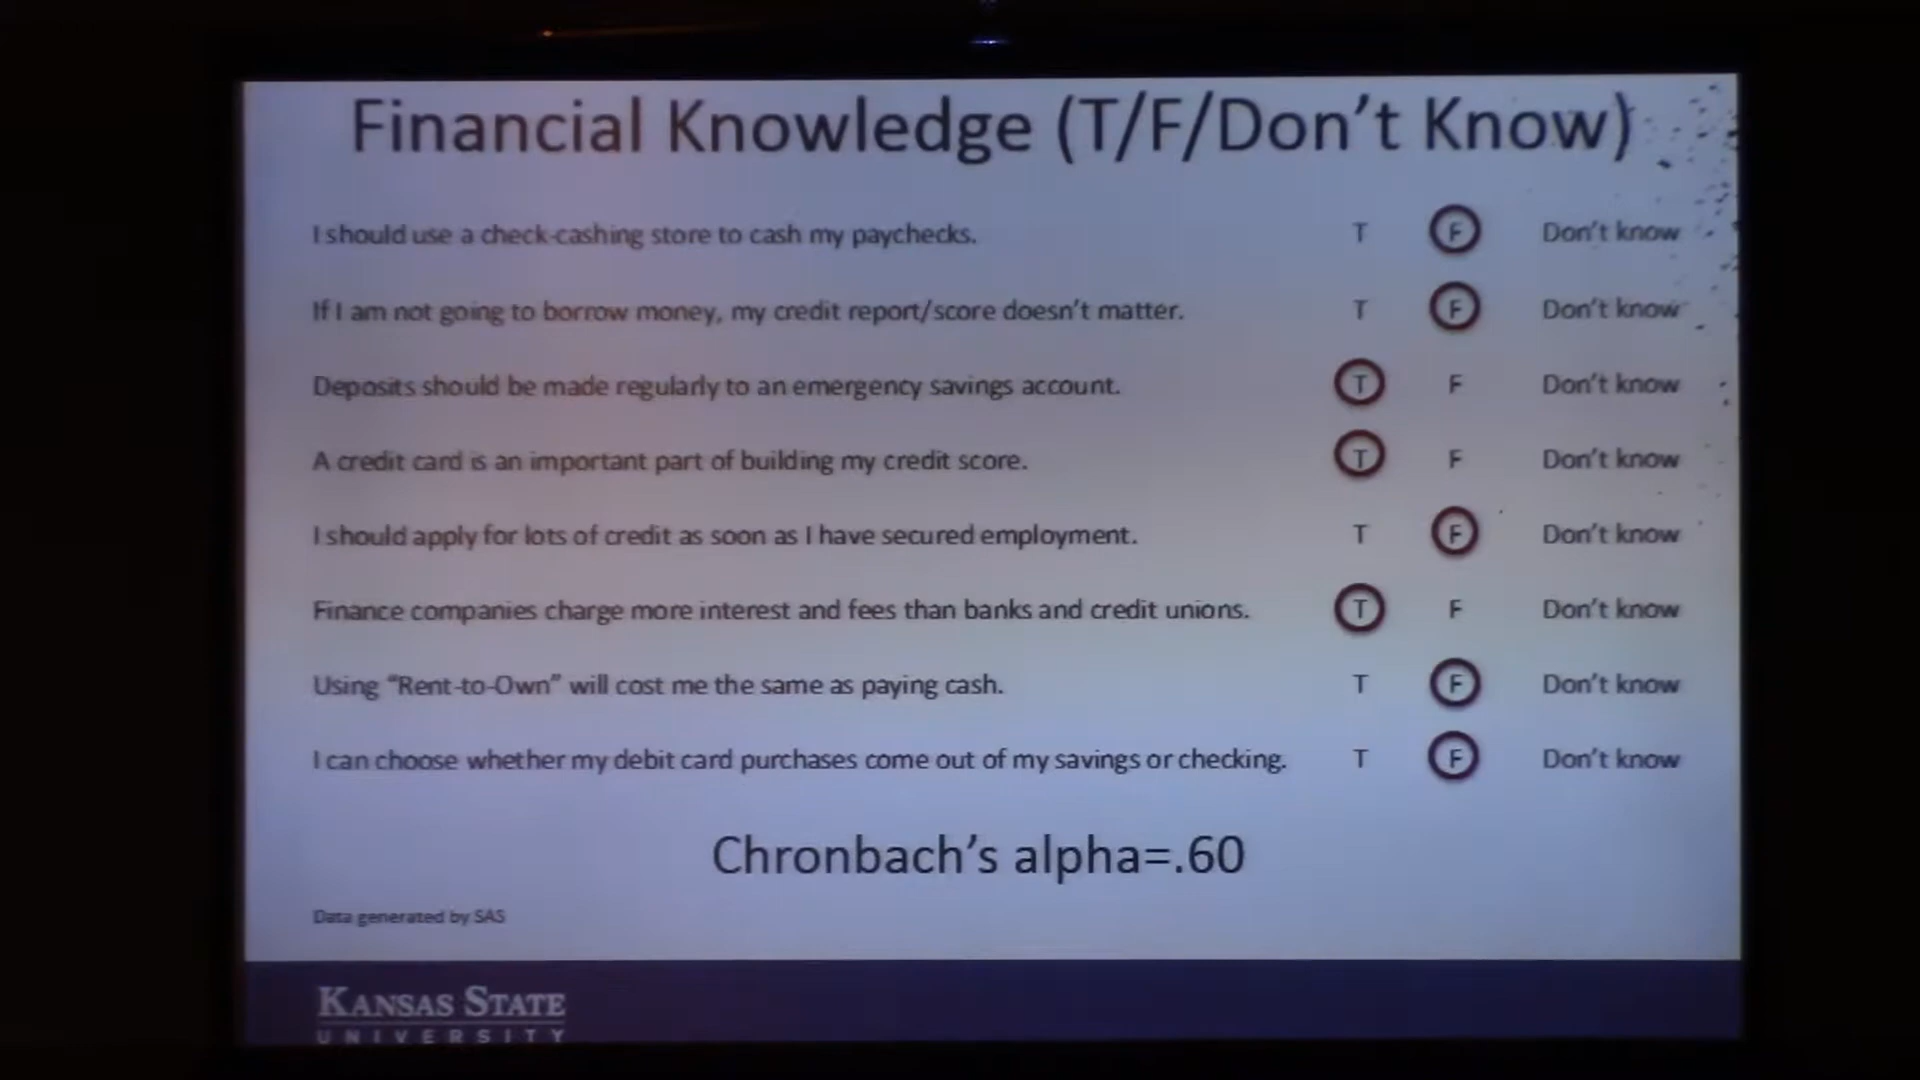 Financial Knowledge (T/F/Don't Know)
I should use a check-cashing store to cash my paychecks. T F Don't know
If I am not going to borrow money, my credit report/score doesn't matter. T F Don't know
Deposits should be made regularly to an emergency savings account. T F Don't know
A credit card is an important part of building my credit score. T F Don't know
I should apply for lots of credit as soon as I have secured employment. T F Don't know
Finance companies charge more interest and fees than banks and credit unions. T F Don't know
Using “Rent-to-Own” will cost me the same as paying cash. T F Don't know
I can choose whether my debit card purchases come out of my savings or checking. T F Don't know
Chronbach's alpha=.60
Data generated by SAS
KANSAS STATE
UNIVERSITY